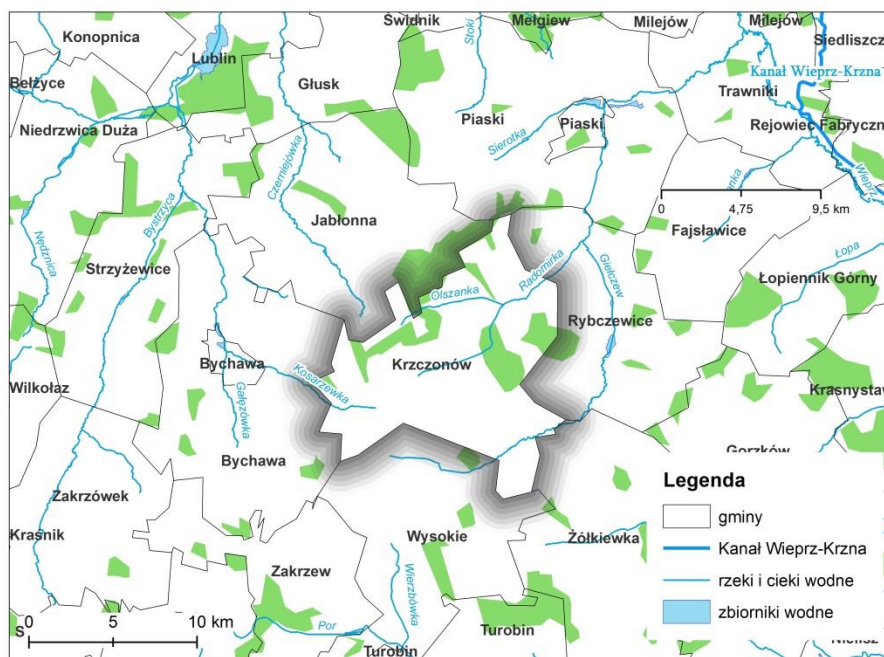 Konopnica
Świdnik
Mełgiew
Milejów
Milejów
Siedliszcz
Lublin
Stoki
Kanał Wieprz-Krzna
Bełżyce
Głusk
Trawniki
Niedrzwica Duża
Piaski
Piaski
Rejowiec Fabryczn
Sierotka
Czerniejówka
Wieprz
anka
0 4,75 9,5 km
Bystrzyca
Jabłonna
Fajsławice
Nędznica
Radomirka
Giełczew
Łopa
Strzyżewice
Olszanka
Łopiennik Górny
Rybczewice
Bychawa
Krzczonów
Kosarzewka
Wilkołaz
Gałęzówka
Krasnystaw
Bychawa
Gorzków
Zakrzówek
Legenda
gminy
Kraśnik
Wysokie
Żółkiewka
Kanał Wieprz-Krzna
Zakrzew
Wierzbówka
rzeki i cieki wodne
0 5 10 km
zbiorniki wodne
S
Por
Turobin
Turobin